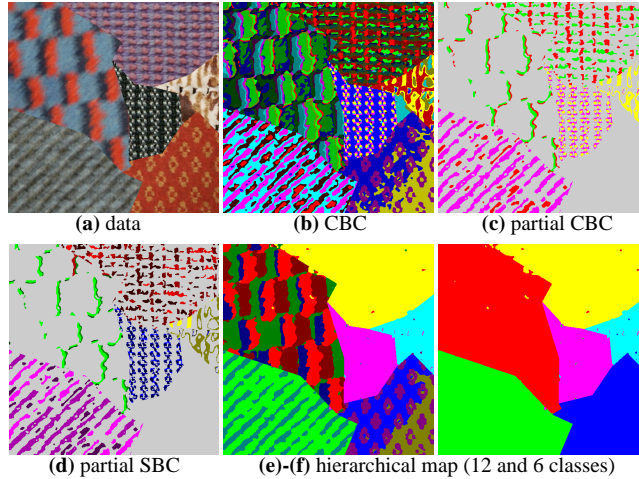 (a) data (b) CBC (c) partial CBC
(d) partial SBC (e)-(f) hierarchical map (12 and 6 classes)